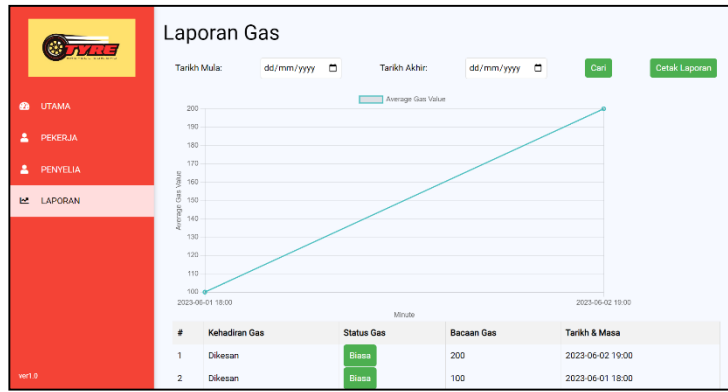 TYRE
UTAMA
PEKERJA
PENYELIA
LAPORAN
ver1.0
Laporan Gas
Tarikh Mula: dd/mm/yyyy Tarikh Akhir: dd/mm/yyyy Cari Cetak Laporan
Average Gas Value
200
190
180
170
160
150
140
130
120
110
100
Average Gas Value
2023-06-01 18:00 2023-06-02 19:00
Minute
# Kehadiran Gas Status Gas Bacaan Gas Tarikh & Masa
1 Dikesan Biasa 200 2023-06-02 19:00
2 Dikesan Biasa 100 2023-06-01 18:00